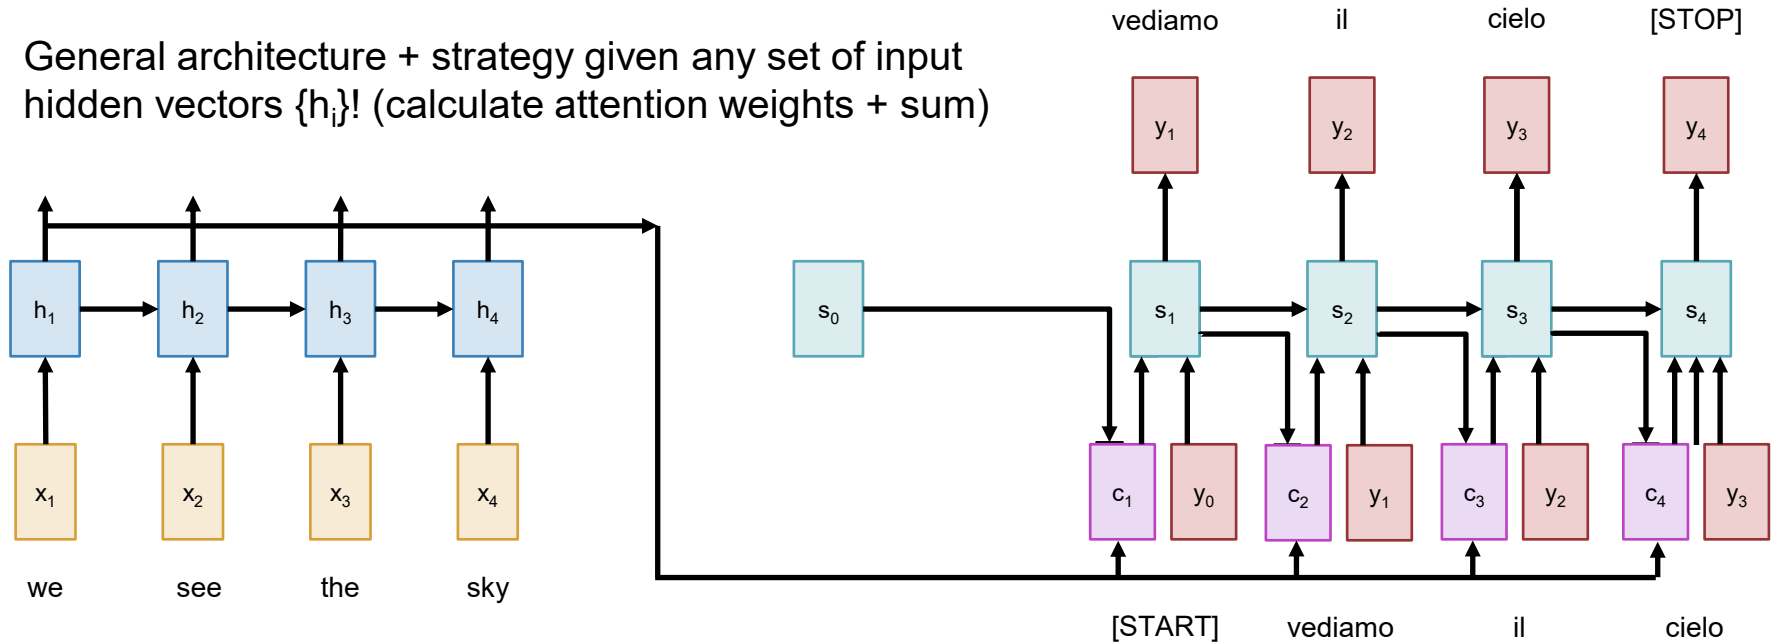 General architecture + strategy given any set of input
hidden vectors {hᵢ}! (calculate attention weights + sum)
vediamo il cielo [STOP]
y₁ y₂ y₃ y₄
h₁ h₂ h₃ h₄ s₀ s₁ s₂ s₃ s₄
x₁ x₂ x₃ x₄ c₁ y₀ c₂ y₁ c₃ y₂ c₄ y₃
we see the sky
[START] vediamo il cielo